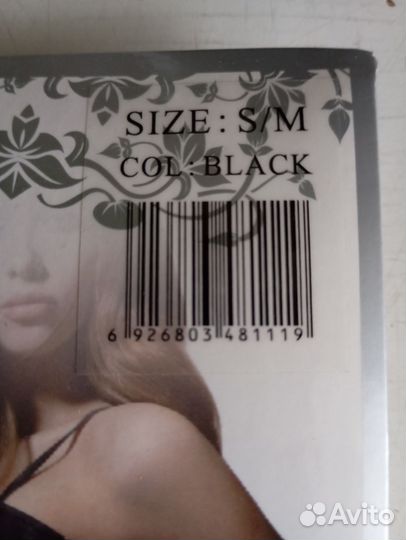 SIZE : S/M
COL : BLACK
6 926803 481119
Avito